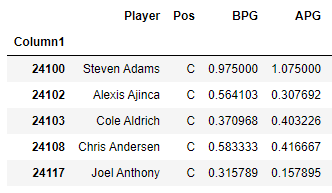 Player Pos BPG APG
Column1
24100 Steven Adams C 0.975000 1.075000
24102 Alexis Ajinca C 0.564103 0.307692
24103 Cole Aldrich C 0.370968 0.403226
24108 Chris Andersen C 0.583333 0.416667
24117 Joel Anthony C 0.315789 0.157895